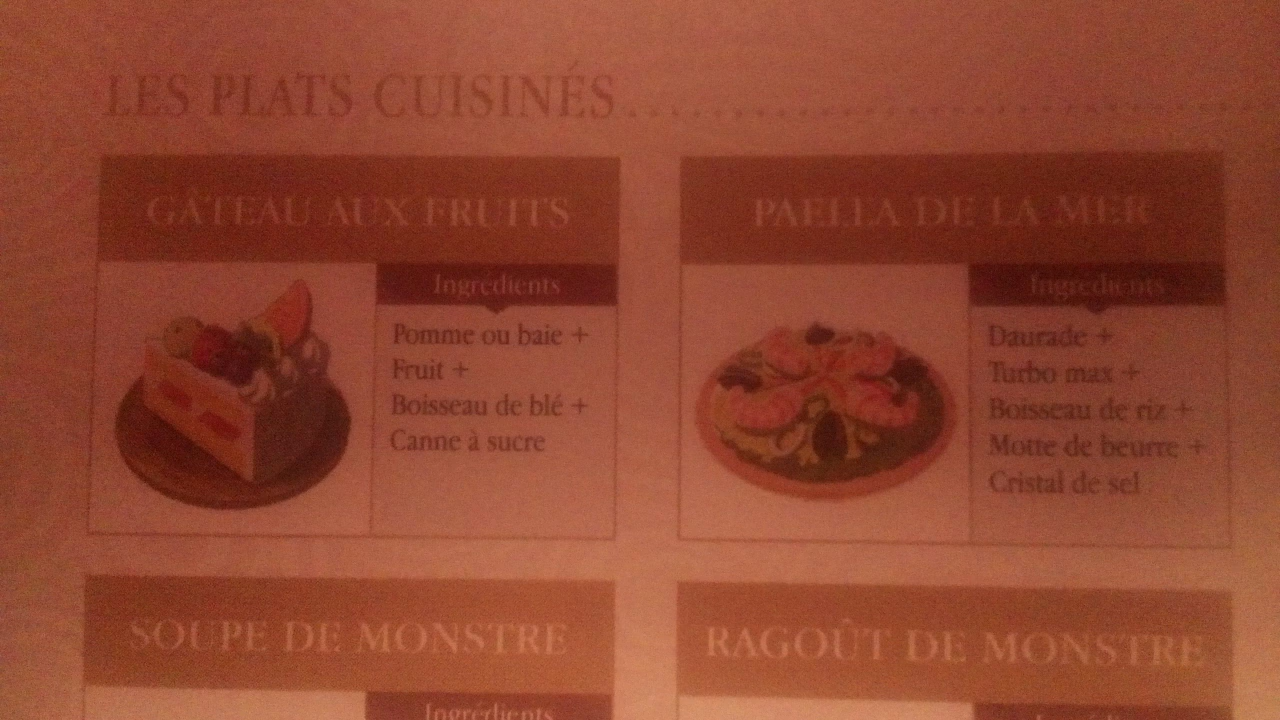 LES PLATS CUISINÉS
GÂTEAU AUX FRUITS
Ingrédients
Pomme ou baie +
Fruit +
Boisseau de blé +
Canne à sucre
PAELLA DE LA MER
Ingrédients
Daurade +
Turbo max +
Boisseau de riz +
Motte de beurre +
Cristal de sel
SOUPE DE MONSTRE
Ingrédients
RAGOÛT DE MONSTRE